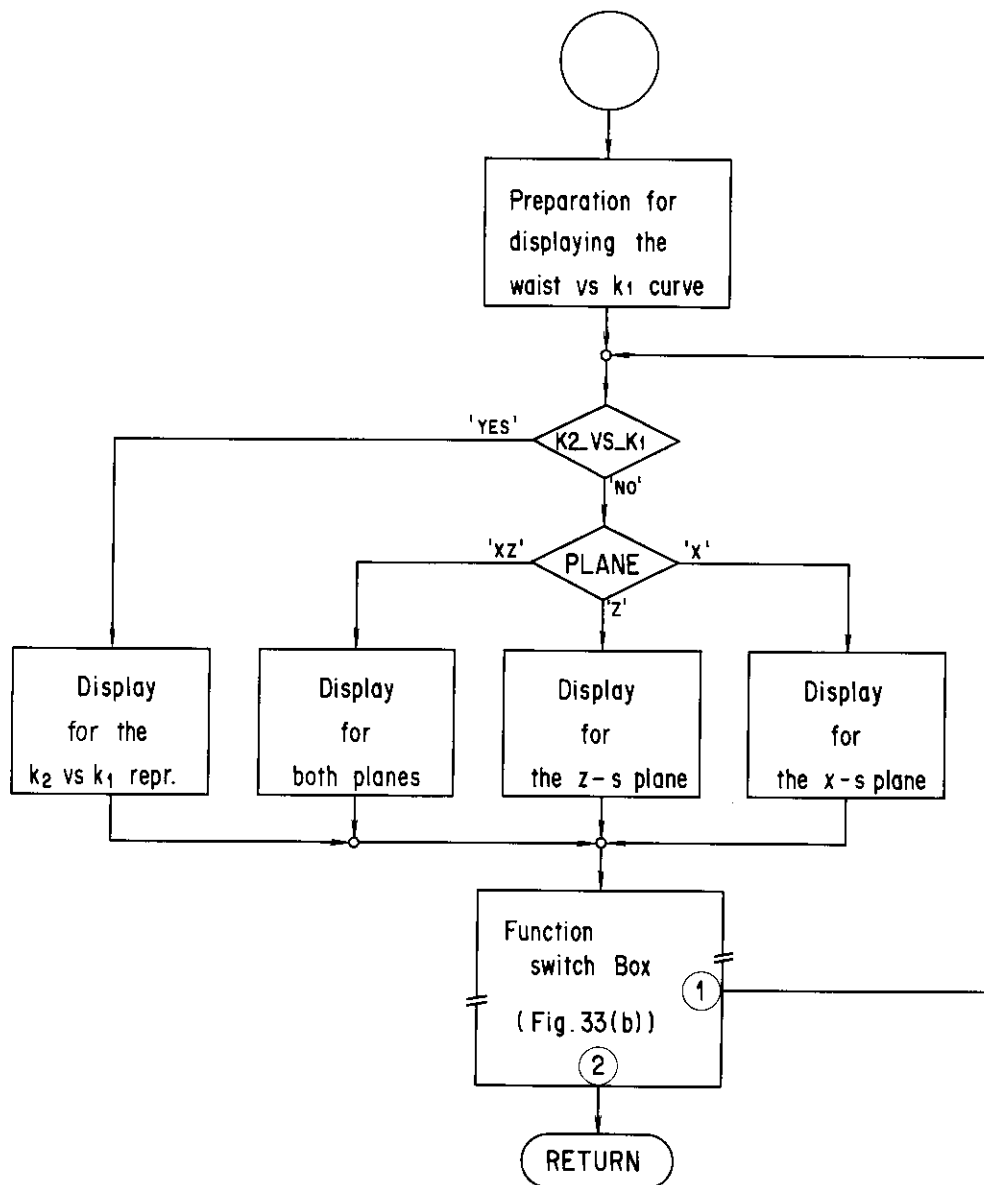 Preparation for
displaying the
waist vs k₁ curve
'YES'
K2_VS_K1
'NO'
'XZ'
PLANE
'X'
'Z'
Display
for the
k₂ vs k₁ repr.
Display
for
both planes
Display
for
the z-s plane
Display
for
the x-s plane
Function
switch Box
1
(Fig. 33(b))
2
RETURN